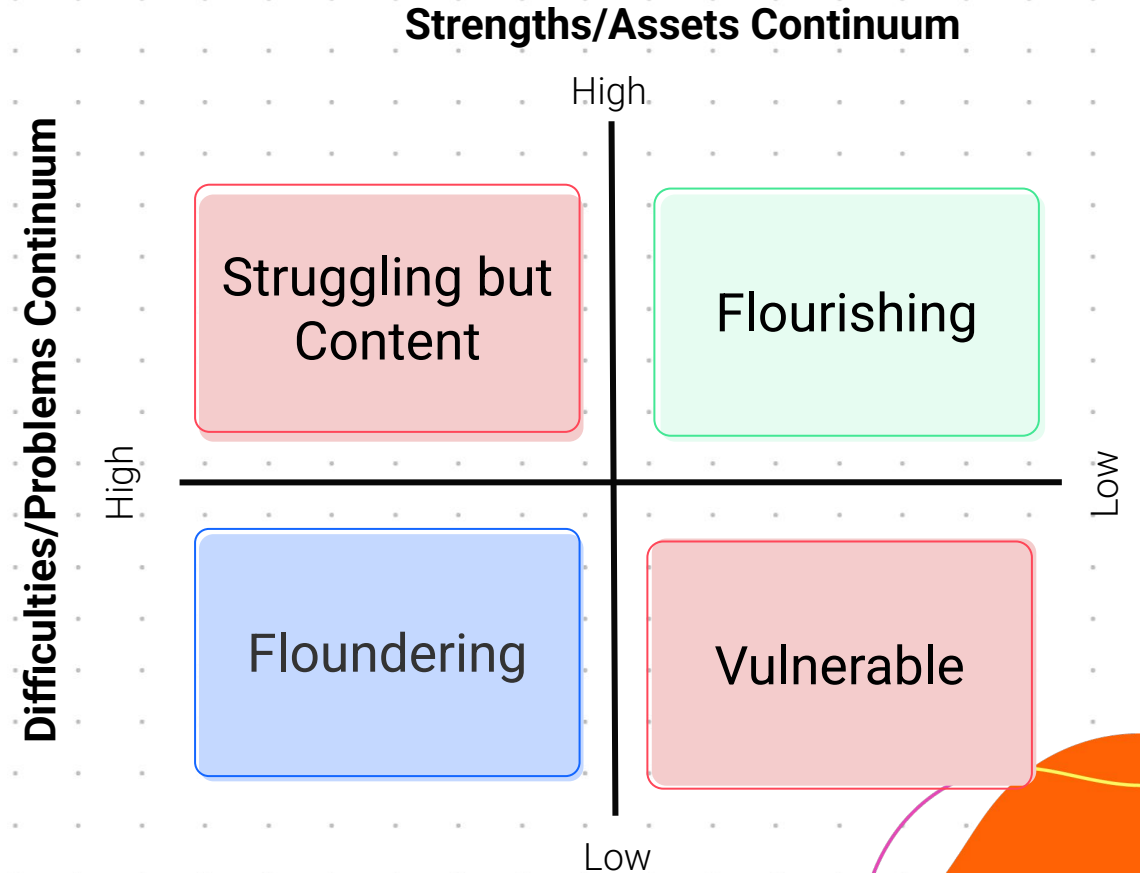 Strengths/Assets Continuum
High
Difficulties/Problems Continuum
Struggling but
Content
Flourishing
High
Low
Floundering
Vulnerable
Low